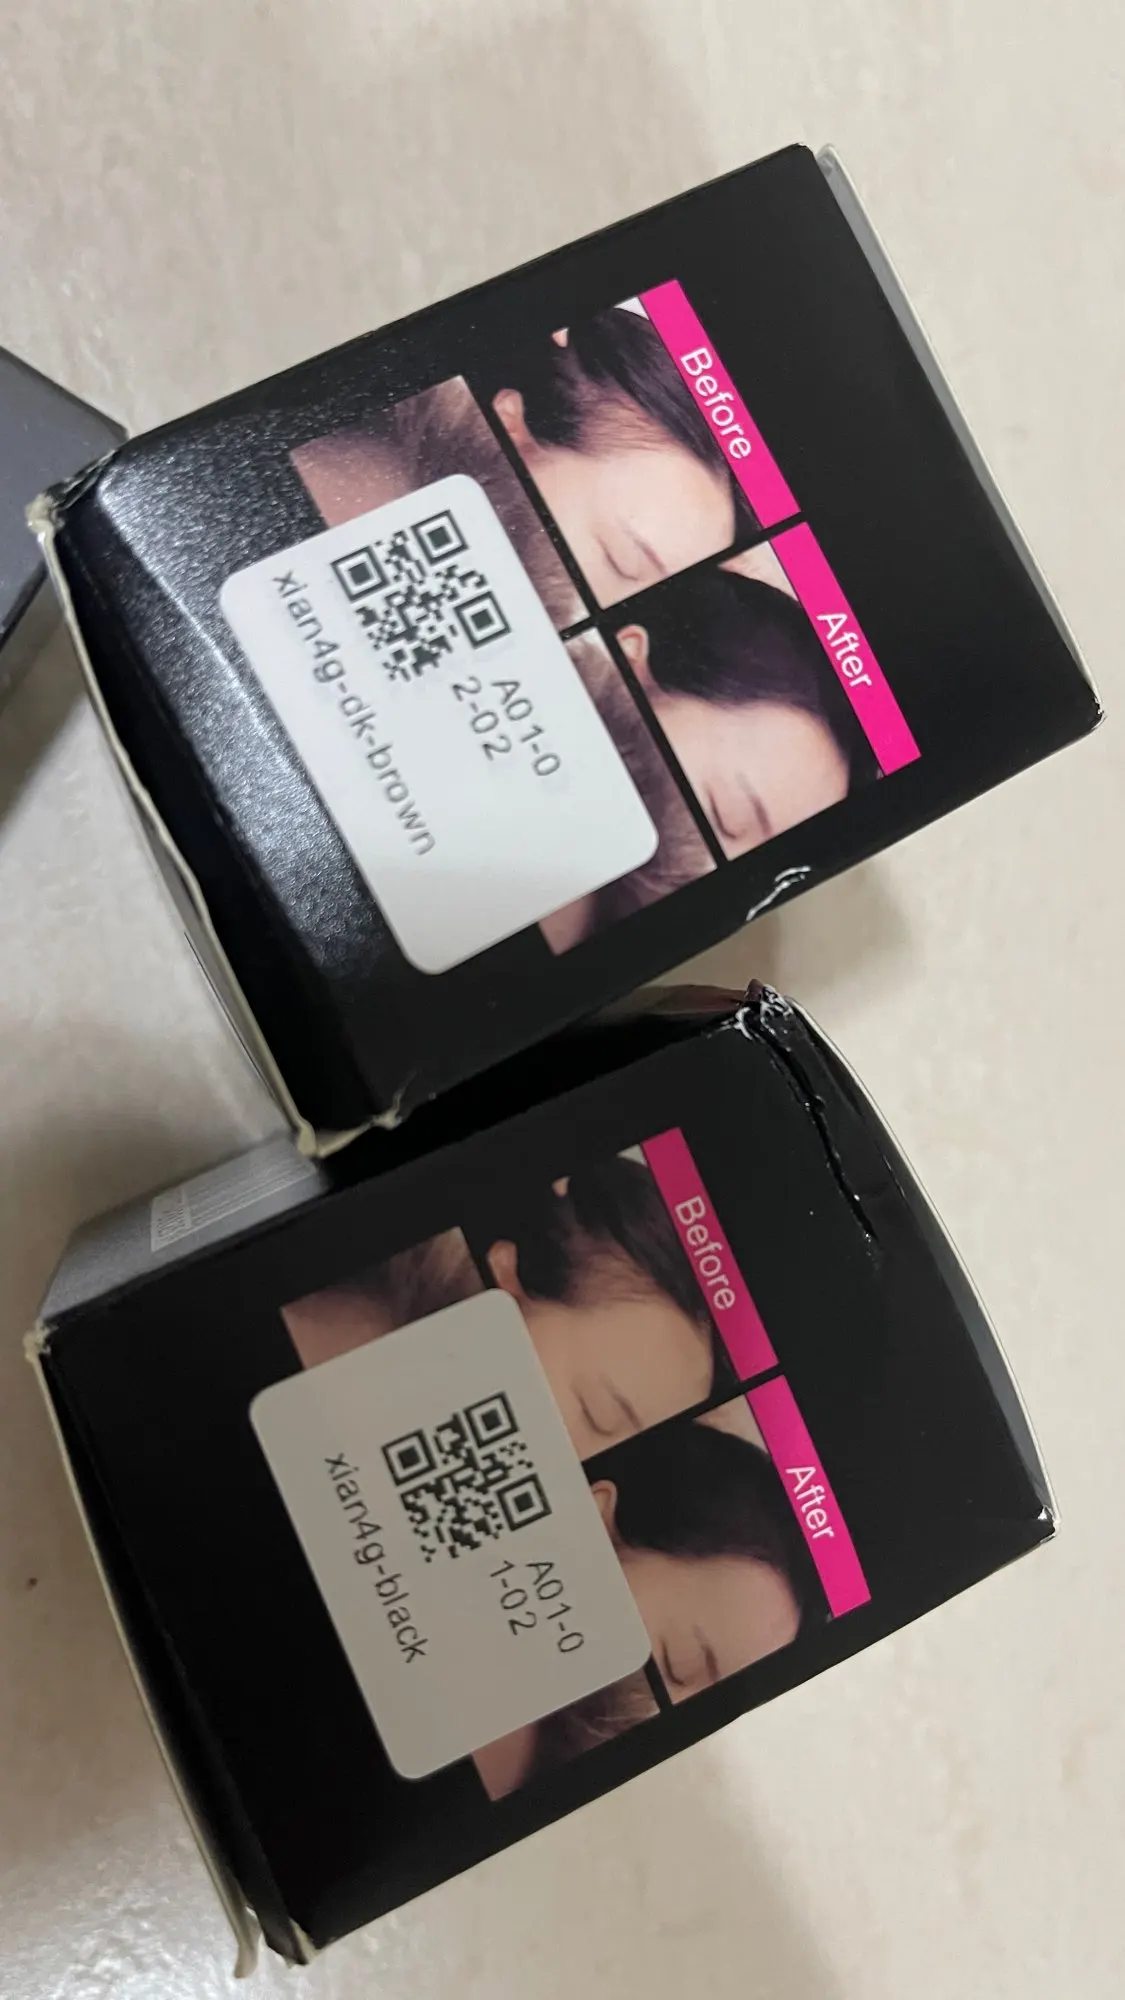 Before
After
A01-0
2-02
xian4g-dk-brown
Before
After
A01-0
1-02
xian4g-black